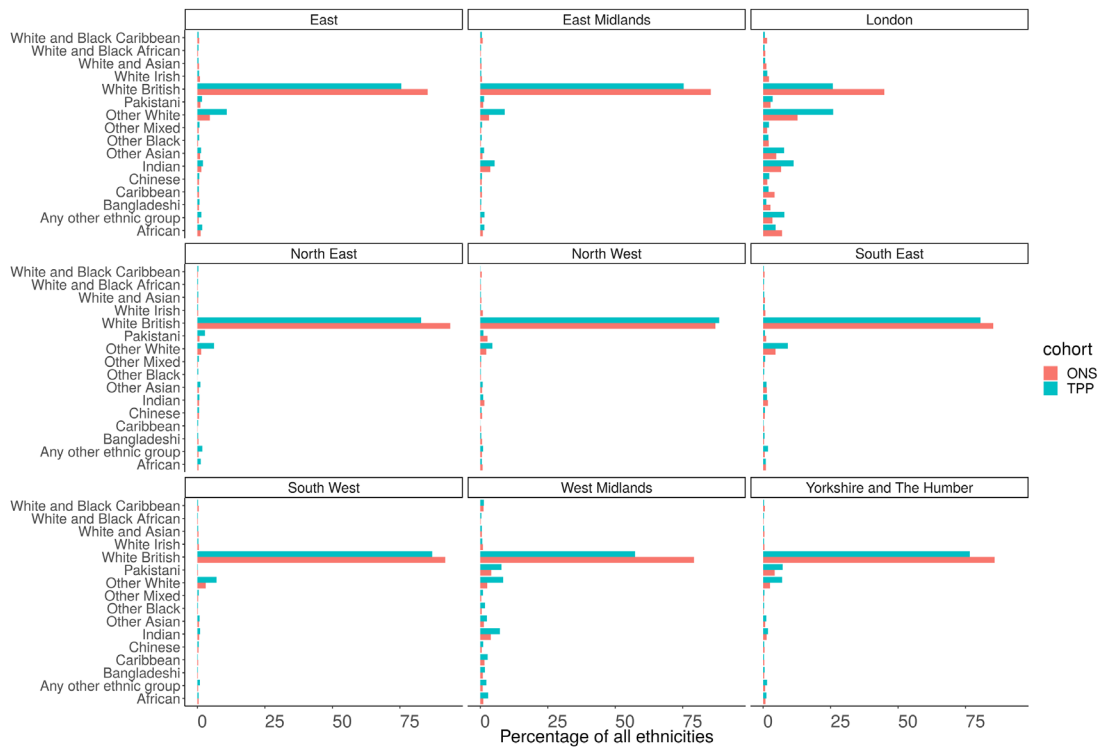 East
East Midlands
London
White and Black Caribbean
White and Black African
White and Asian
White Irish
White British
Pakistani
Other White
Other Mixed
Other Black
Other Asian
Indian
Chinese
Caribbean
Bangladeshi
Any other ethnic group
African
North East
North West
South East
White and Black Caribbean
White and Black African
White and Asian
White Irish
White British
Pakistani
Other White
Other Mixed
Other Black
Other Asian
Indian
Chinese
Caribbean
Bangladeshi
Any other ethnic group
African
cohort
ONS
TPP
South West
West Midlands
Yorkshire and The Humber
White and Black Caribbean
White and Black African
White and Asian
White Irish
White British
Pakistani
Other White
Other Mixed
Other Black
Other Asian
Indian
Chinese
Caribbean
Bangladeshi
Any other ethnic group
African
0 25 50 75
0 25 50 75
0 25 50 75
Percentage of all ethnicities